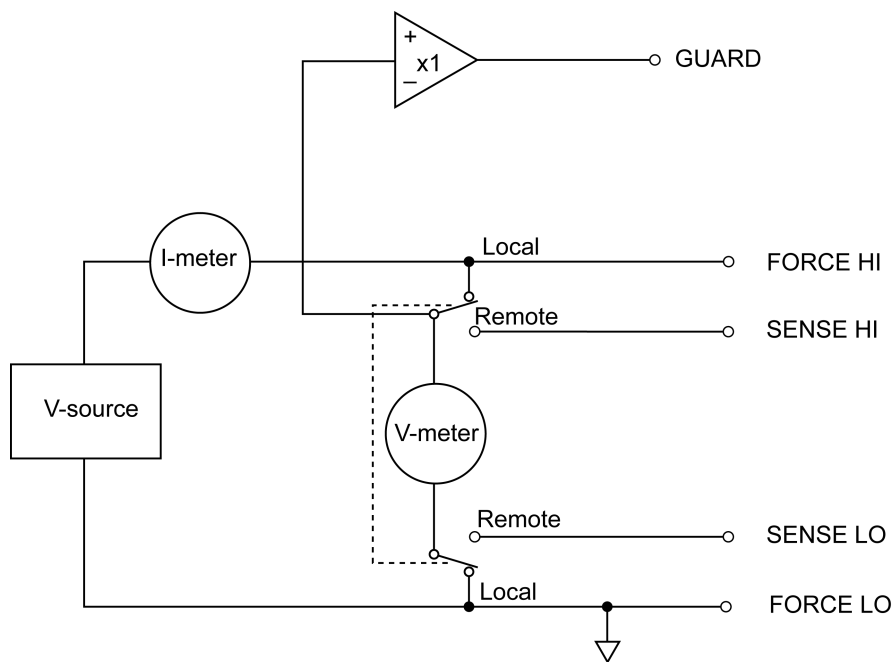 +
x1
–
GUARD
I-meter
Local
FORCE HI
Remote
SENSE HI
V-source
V-meter
Remote
SENSE LO
Local
FORCE LO